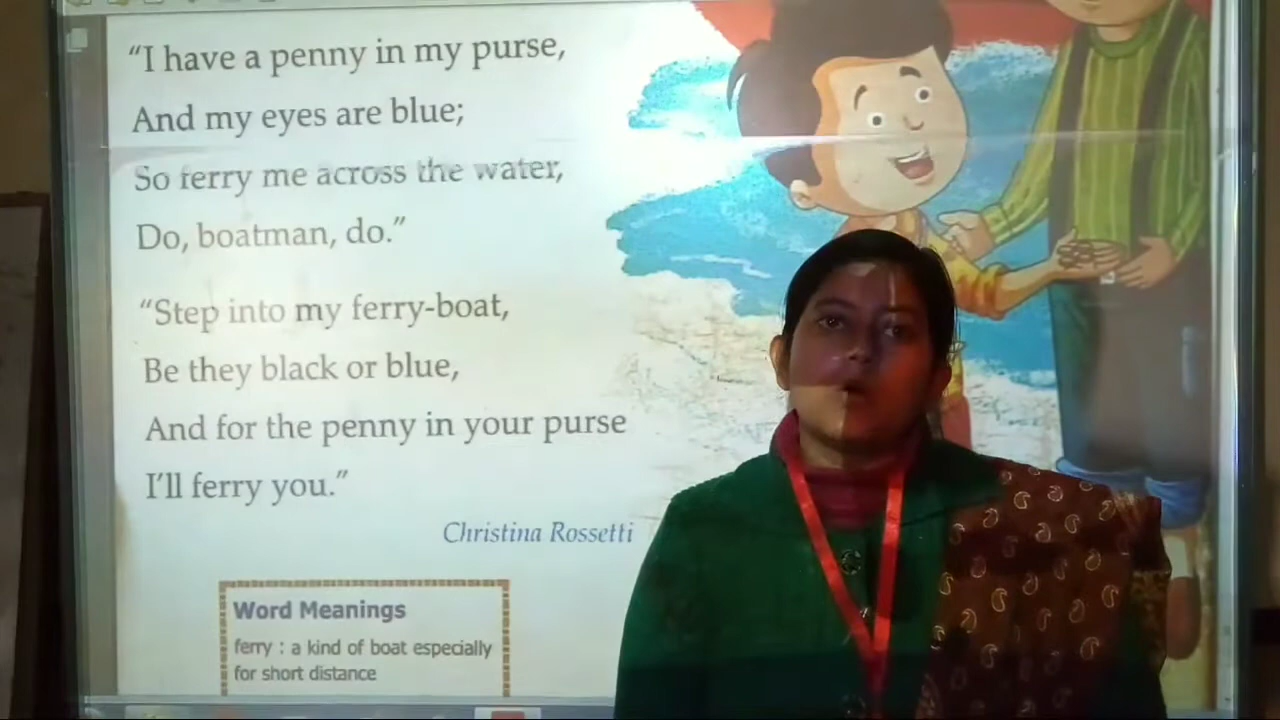 “I have a penny in my purse,
And my eyes are blue;
So ferry me across the water,
Do, boatman, do.”
“Step into my ferry-boat,
Be they black or blue,
And for the penny in your purse
I’ll ferry you.”
Christina Rossetti
Word Meanings
ferry : a kind of boat especially
for short distance